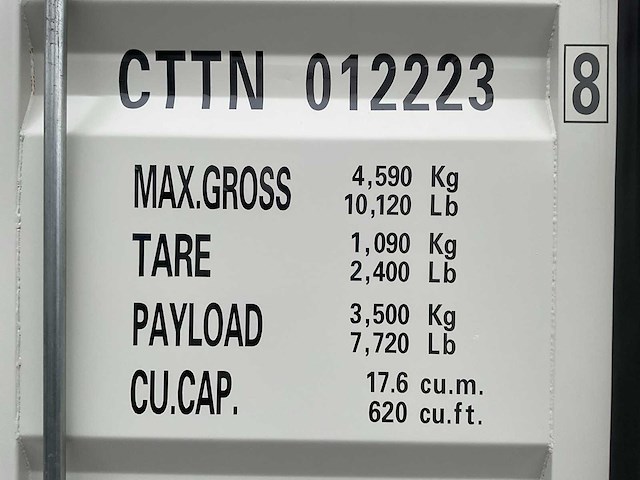 CTTN 012223 8
MAX.GROSS 4,590 Kg
10,120 Lb
TARE 1,090 Kg
2,400 Lb
PAYLOAD 3,500 Kg
7,720 Lb
CU.CAP. 17.6 cu.m.
620 cu.ft.